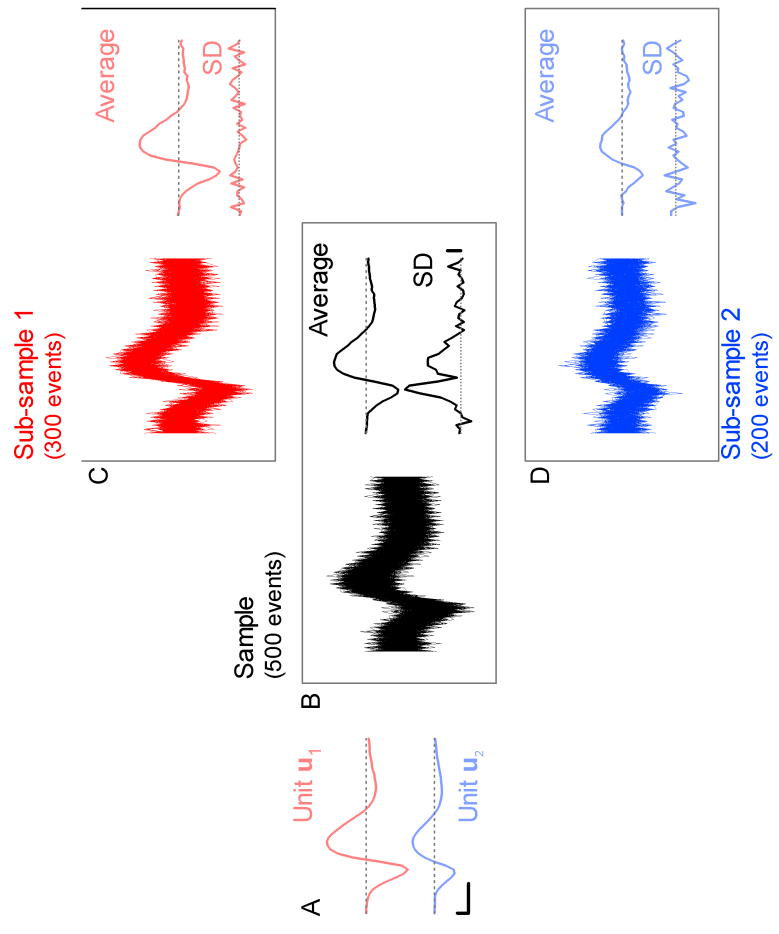 A
Unit u1
Unit u2
B
Sample
(500 events)
Average
SD
C
Sub-sample 1
(300 events)
Average
SD
D
Average
SD
Sub-sample 2
(200 events)